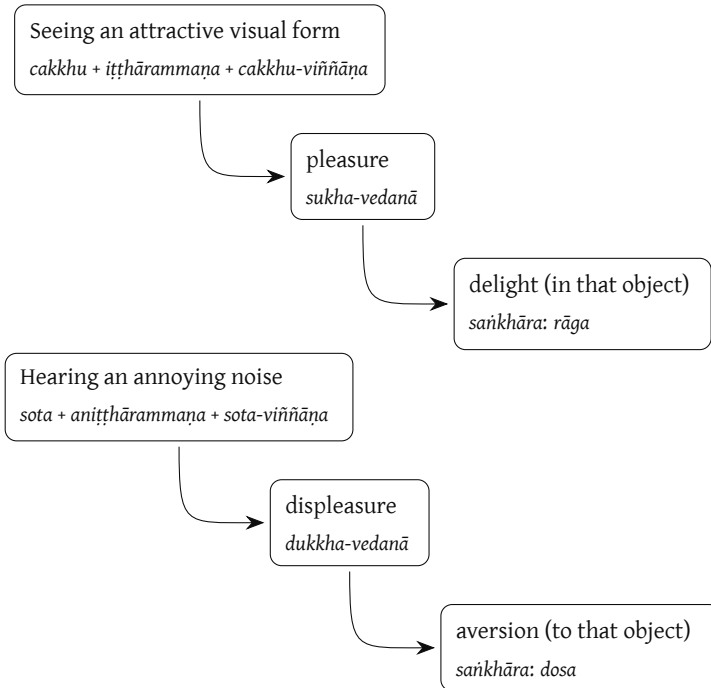 Seeing an attractive visual form
cakkhu + iṭṭhārammaṇa + cakkhu-viññāṇa
pleasure
sukha-vedanā
delight (in that object)
saṅkhāra: rāga
Hearing an annoying noise
sota + aniṭṭhārammaṇa + sota-viññāṇa
displeasure
dukkha-vedanā
aversion (to that object)
saṅkhāra: dosa